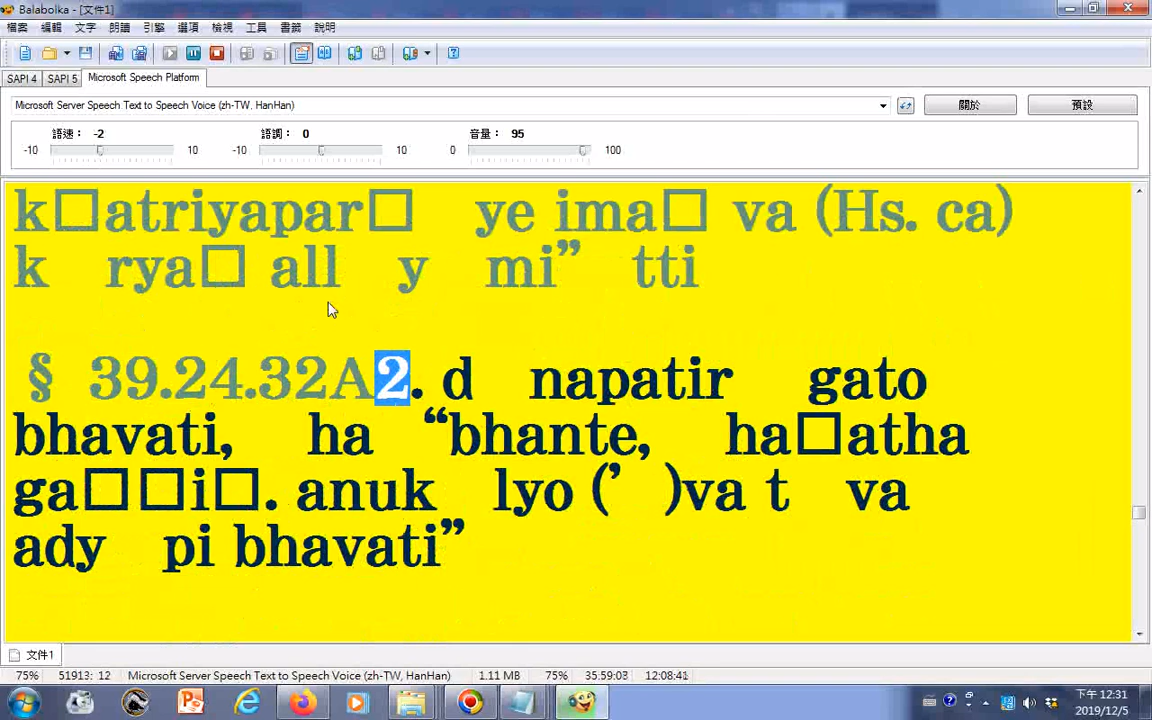 Balabolka - [文件1]
檔案 編輯 文字 朗讀 引擎 選項 檢視 工具 書籤 說明
SAPI 4 SAPI 5 Microsoft Speech Platform
Microsoft Server Speech Text to Speech Voice (zh-TW, HanHan) 關於 預設
語速： -2 語調： 0 音量： 95
-10 10 -10 10 0 100
k□atriyapar□ ye ima□ va (Hs. ca)
k rya□ all y mi” tti
§ 39.24.32A2. d napatir gato
bhavati, ha “bhante, ha□atha
ga□□i□. anuk lyo (’ )va t va
ady pi bhavati”
文件1
75% 51913: 12 Microsoft Server Speech Text to Speech Voice (zh-TW, HanHan) 1.11 MB 75% 35:59:03 12:08:41
下午 12:31
2019/12/5